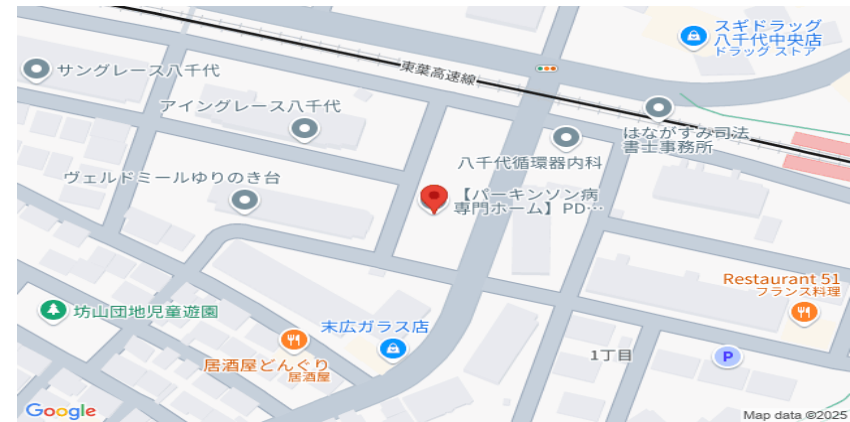 スギドラッグ
八千代中央店
ドラッグ ストア
サングレース八千代
東葉高速線
アイングレース八千代
はながすみ司法
書士事務所
八千代循環器内科
ヴェルドミールゆりのき台
【パーキンソン病
専門ホーム】PD…
Restaurant 51
フランス料理
坊山団地児童遊園
末広ガラス店
居酒屋どんぐり
居酒屋
1丁目
P
Google
Map data ©2025